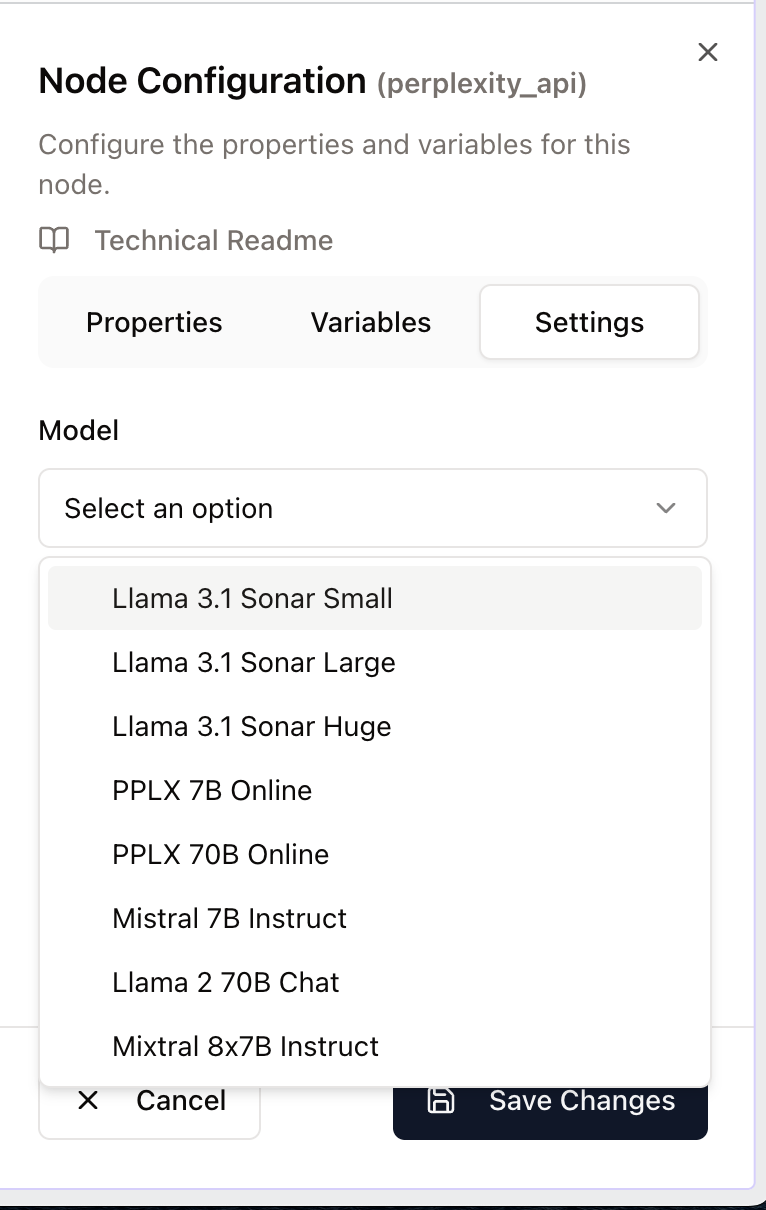 Node Configuration (perplexity_api)
Configure the properties and variables for this
node.
Technical Readme
Properties Variables Settings
Model
Select an option
Llama 3.1 Sonar Small
Llama 3.1 Sonar Large
Llama 3.1 Sonar Huge
PPLX 7B Online
PPLX 70B Online
Mistral 7B Instruct
Llama 2 70B Chat
Mixtral 8x7B Instruct
Cancel Save Changes